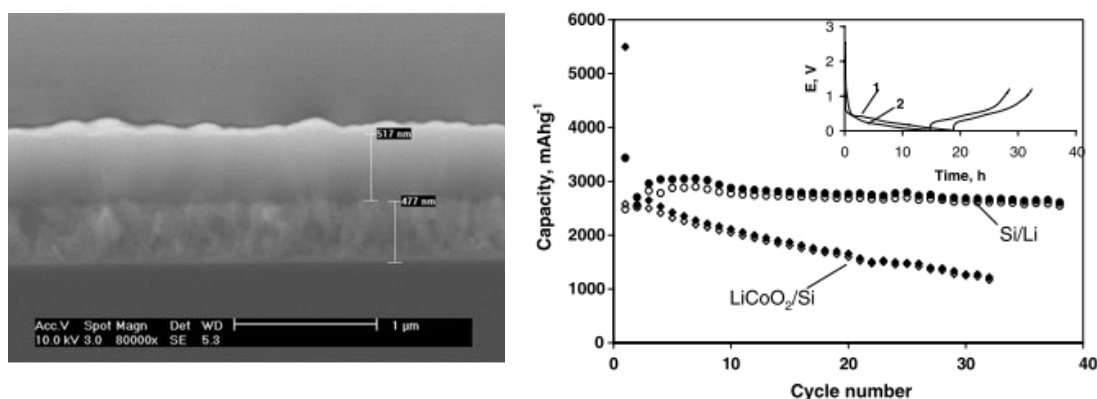 517 nm
477 nm
Acc.V Spot Magn Det WD
10.0 kV 3.0 80000x SE 5.3
1 µm
Capacity, mAhg⁻¹
6000
5000
4000
3000
2000
1000
0
0 10 20 30 40
Cycle number
E, V
3
2
1
0
0 10 20 30 40
Time, h
1
2
Si/Li
LiCoO₂/Si